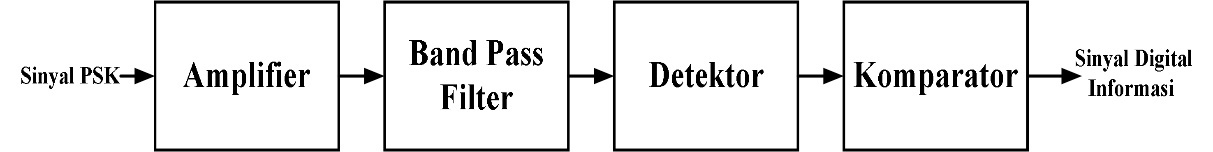 Sinyal PSK
Amplifier
Band Pass
Filter
Detektor
Komparator
Sinyal Digital
Informasi